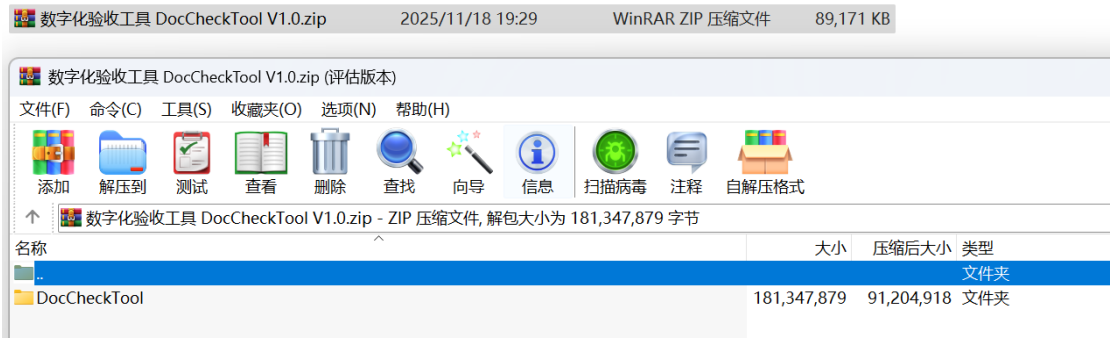 数字化验收工具 DocCheckTool V1.0.zip 2025/11/18 19:29 WinRAR ZIP 压缩文件 89,171 KB
数字化验收工具 DocCheckTool V1.0.zip (评估版本)
文件(F) 命令(C) 工具(S) 收藏夹(O) 选项(N) 帮助(H)
添加 解压到 测试 查看 删除 查找 向导 信息 扫描病毒 注释 自解压格式
数字化验收工具 DocCheckTool V1.0.zip - ZIP 压缩文件, 解包大小为 181,347,879 字节
名称 大小 压缩后大小 类型
.. 文件夹
DocCheckTool 181,347,879 91,204,918 文件夹